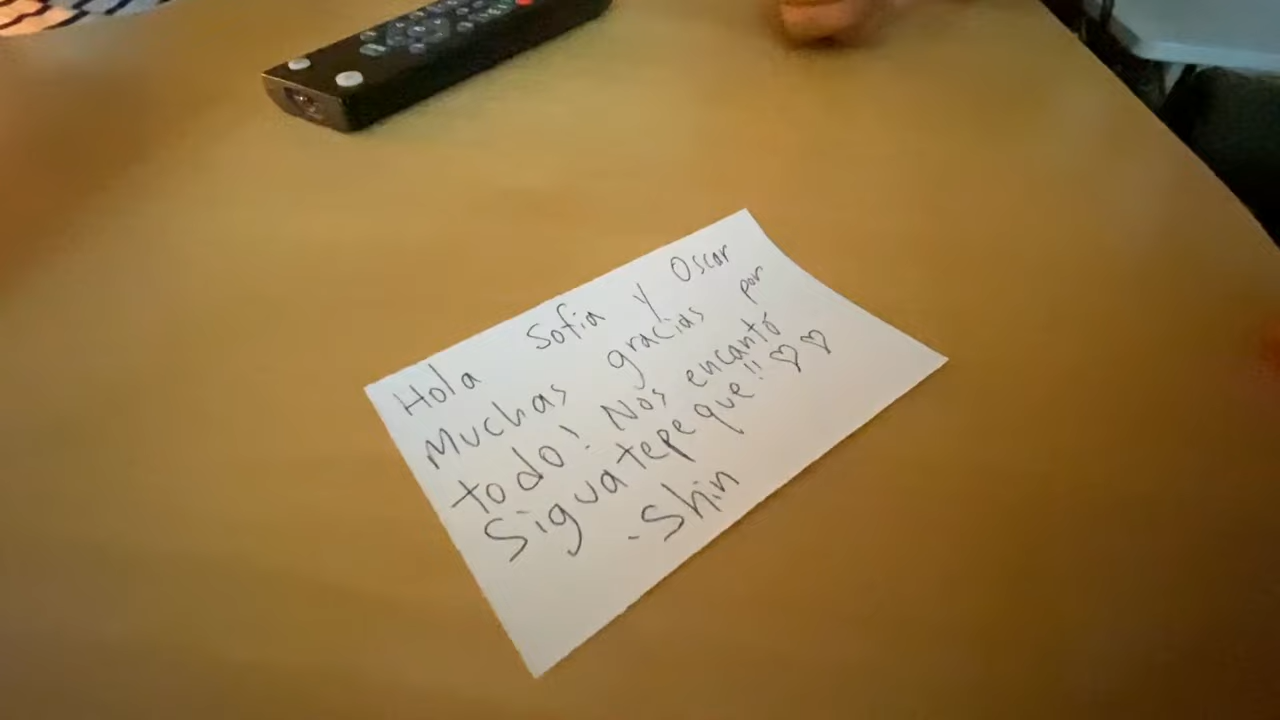 Hola Sofia y Oscar
Muchas gracias por
todo! Nos encantó
Siguatepeque!! ♡♡
-Shin